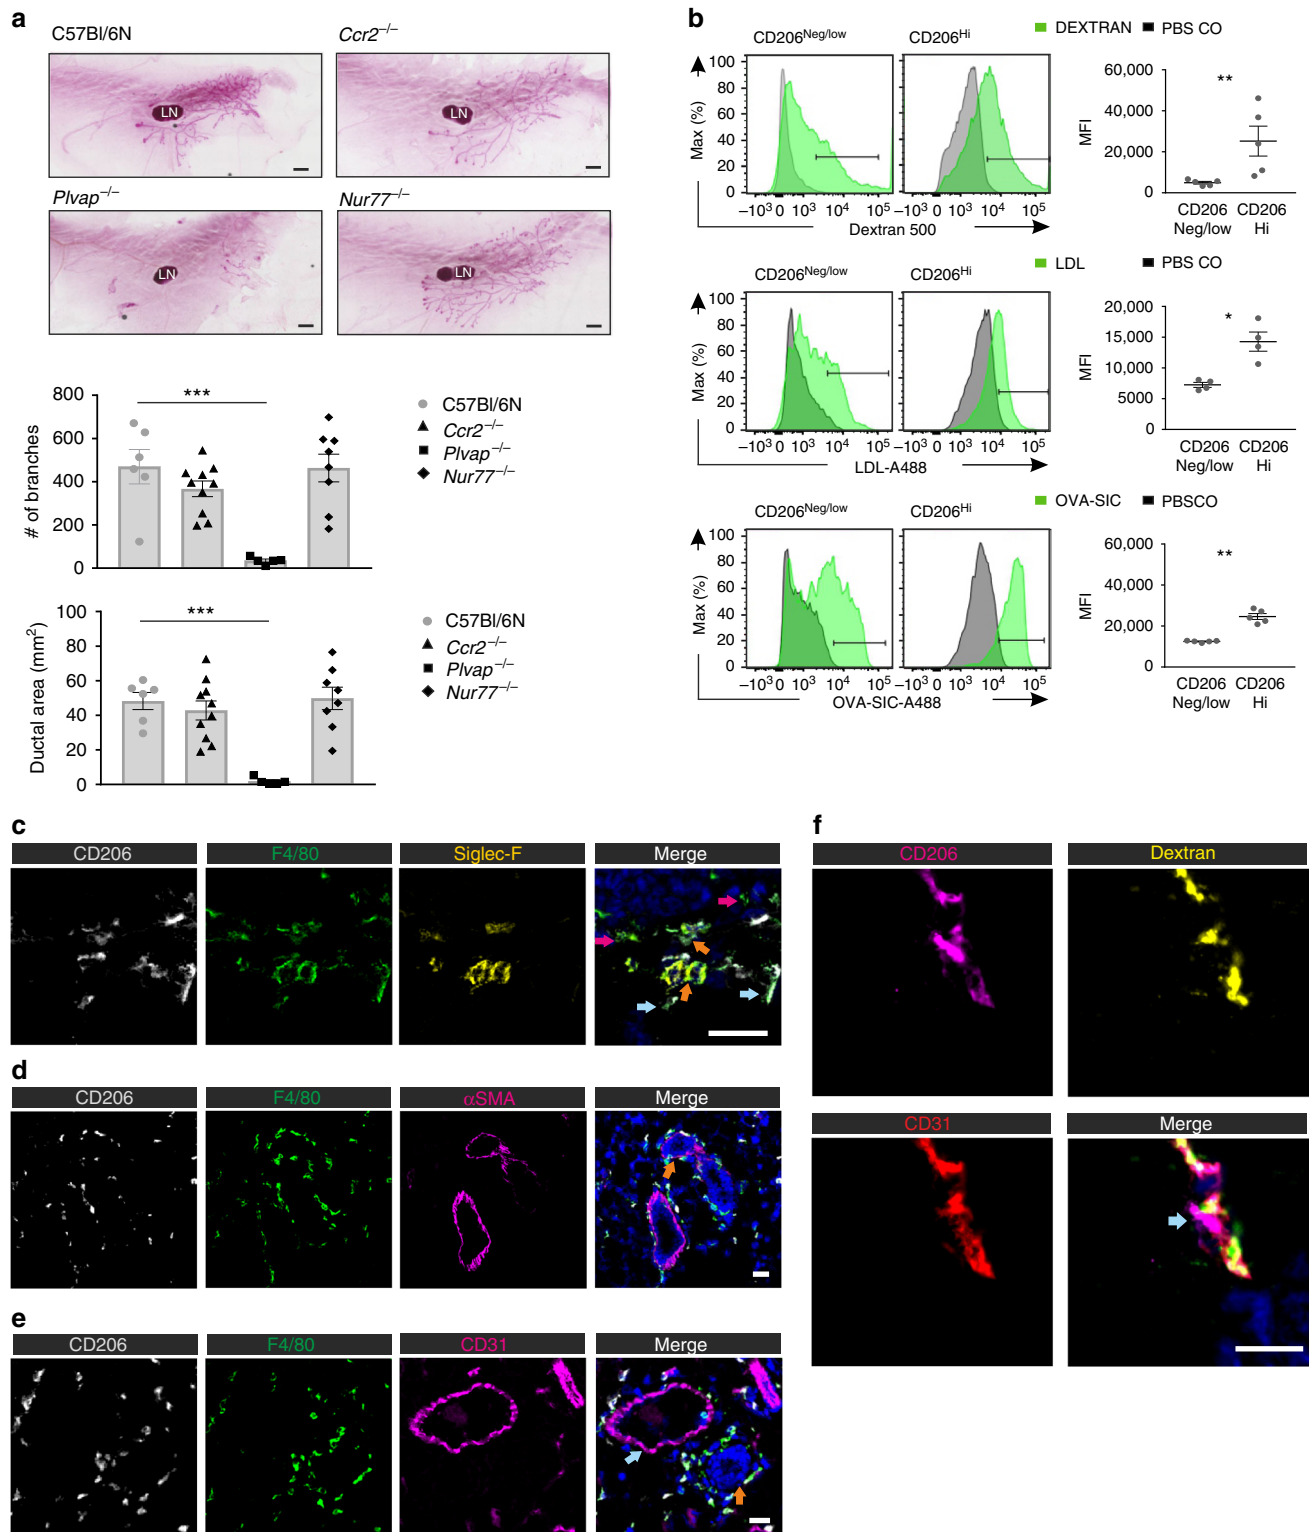 a
C57Bl/6N
Ccr2−/−
LN
LN
Plvap−/−
Nur77−/−
LN
LN
800
600
400
200
0
# of branches
***
C57Bl/6N
Ccr2−/−
Plvap−/−
Nur77−/−
100
80
60
40
20
0
Ductal area (mm2)
***
C57Bl/6N
Ccr2−/−
Plvap−/−
Nur77−/−
b
DEXTRAN
PBS CO
CD206Neg/low
CD206Hi
Max (%)
100
80
60
40
20
0
−103 0 103 104 105
−103 0 103 104 105
Dextran 500
MFI
60,000
40,000
20,000
0
**
CD206 CD206
Neg/low Hi
LDL
PBS CO
CD206Neg/low
CD206Hi
Max (%)
100
80
60
40
20
0
−103 0 103 104 105
−103 0 103 104 105
LDL-A488
MFI
20,000
15,000
10,000
5000
0
*
CD206 CD206
Neg/low Hi
OVA-SIC
PBSCO
CD206Neg/low
CD206Hi
Max (%)
100
80
60
40
20
0
−103 0 103 104 105
−103 0 103 104 105
OVA-SIC-A488
MFI
60,000
40,000
20,000
0
**
CD206 CD206
Neg/low Hi
c
CD206
F4/80
Siglec-F
Merge
d
CD206
F4/80
αSMA
Merge
e
CD206
F4/80
CD31
Merge
f
CD206
Dextran
CD31
Merge